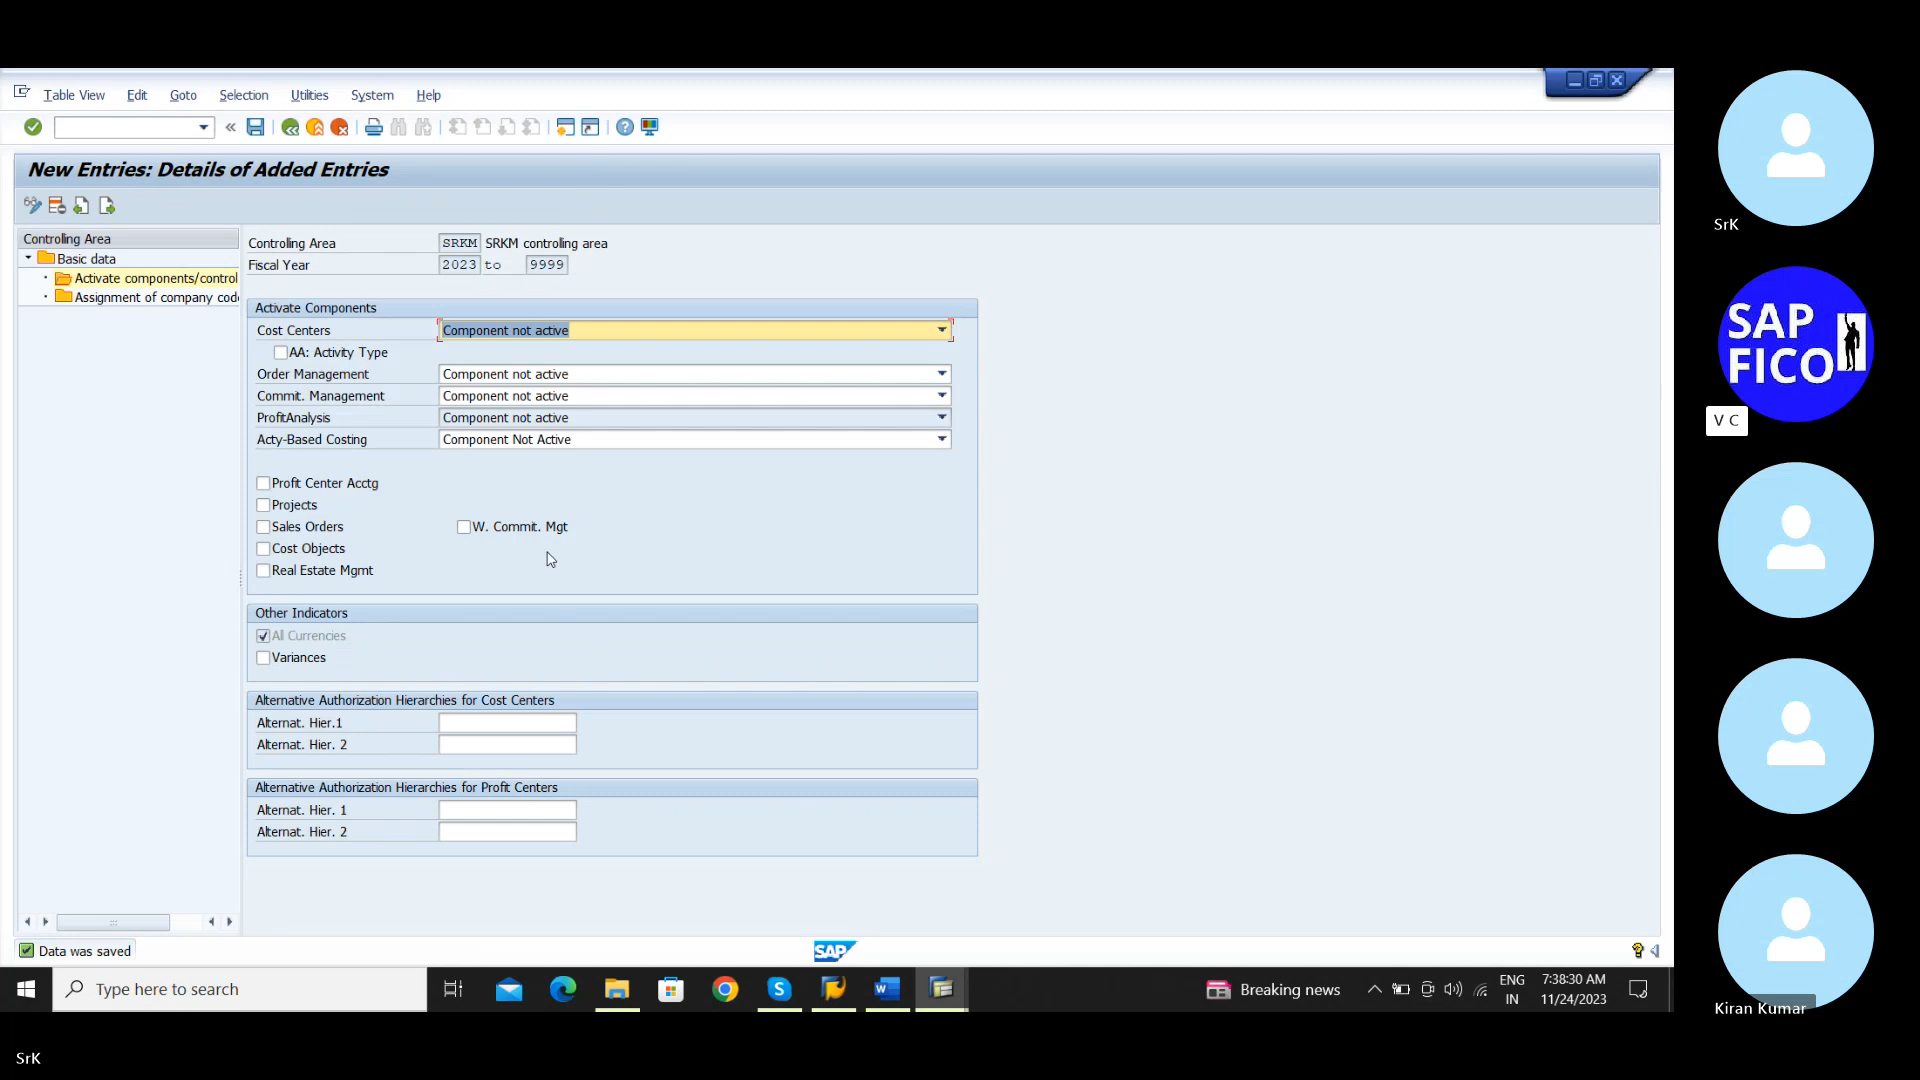 Table View Edit Goto Selection Utilities System Help
New Entries: Details of Added Entries
Controling Area
Basic data
Activate components/control
Assignment of company code
Controling Area SRKM SRKM controling area
Fiscal Year 2023 to 9999
Activate Components
Cost Centers Component not active
AA: Activity Type
Order Management Component not active
Commit. Management Component not active
ProfitAnalysis Component not active
Acty-Based Costing Component Not Active
Profit Center Acctg
Projects
Sales Orders W. Commit. Mgt
Cost Objects
Real Estate Mgmt
Other Indicators
All Currencies
Variances
Alternative Authorization Hierarchies for Cost Centers
Alternat. Hier.1
Alternat. Hier. 2
Alternative Authorization Hierarchies for Profit Centers
Alternat. Hier. 1
Alternat. Hier. 2
Data was saved
SAP
Type here to search
Breaking news
ENG
IN
7:38:30 AM
11/24/2023
SrK
SrK
SAP
FICO
V C
Kiran Kumar